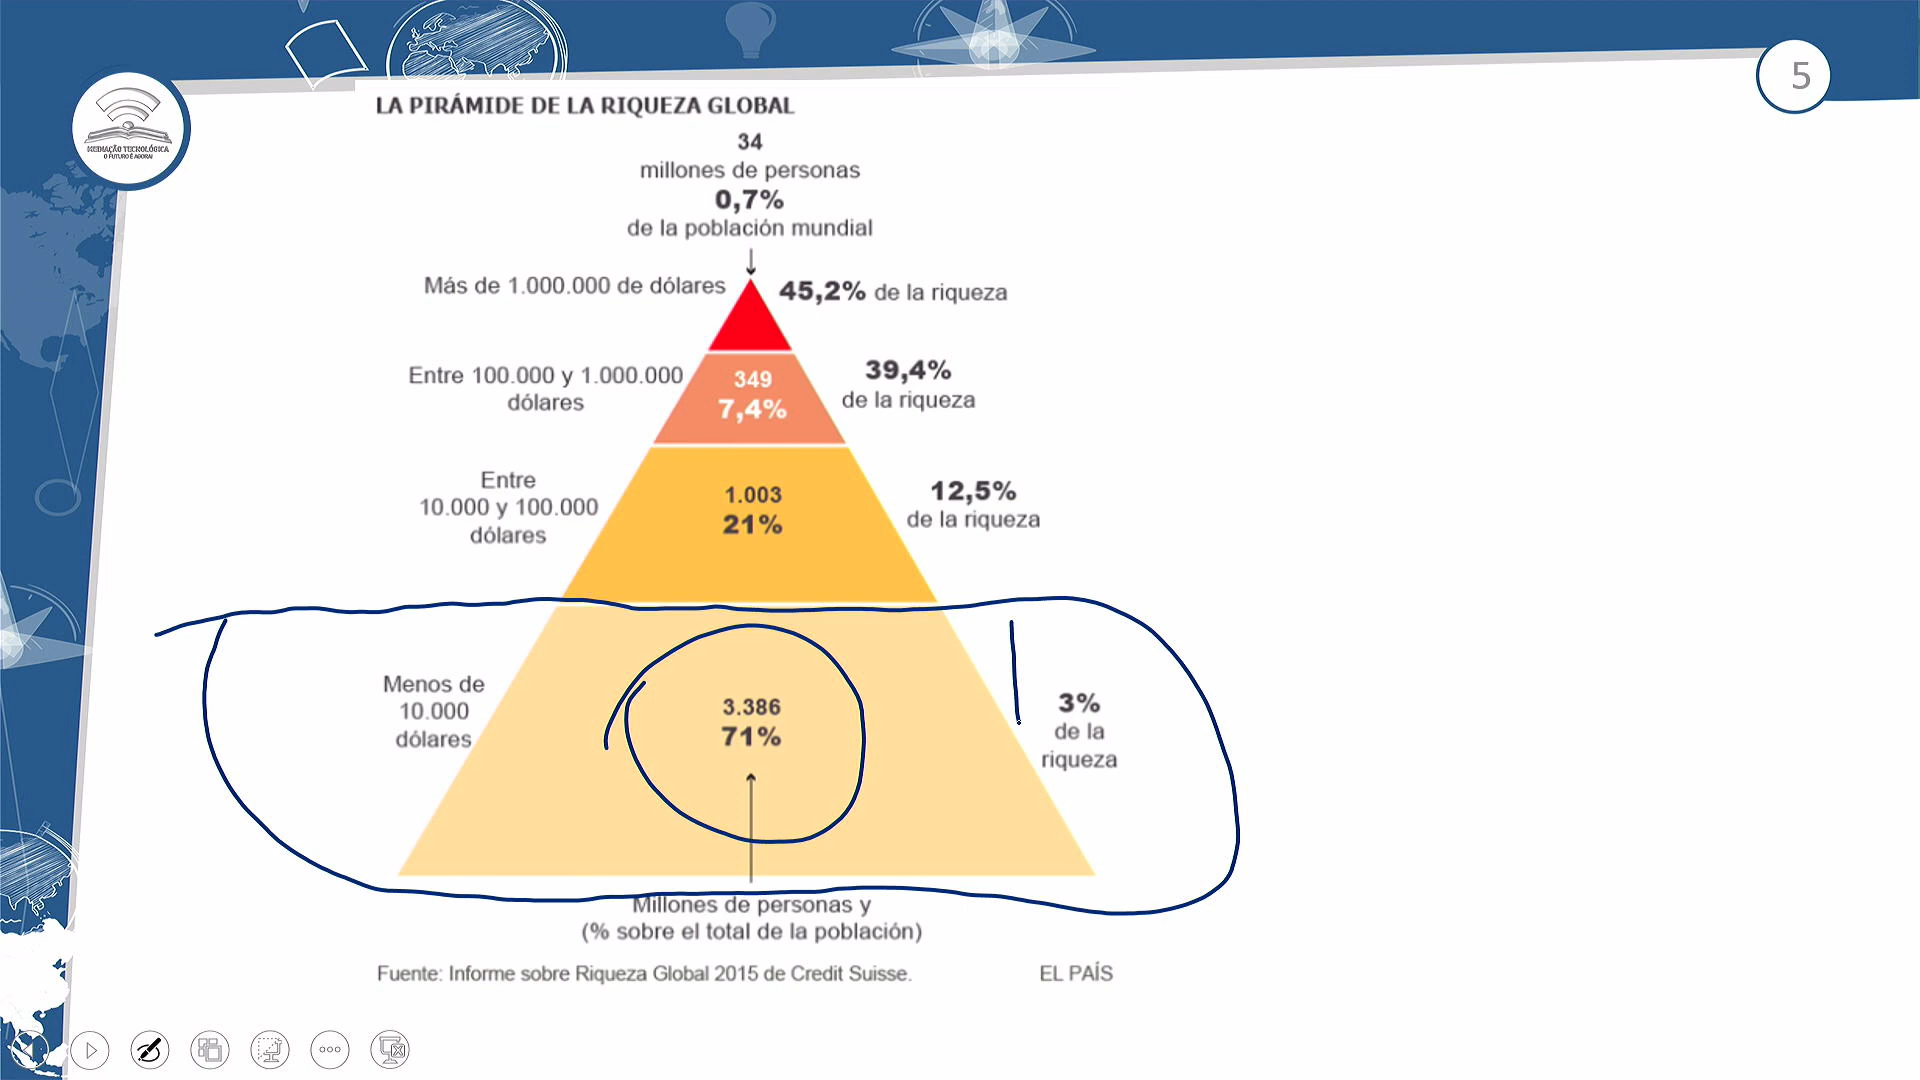 5
MEDIAÇÃO TECNOLÓGICA
O FUTURO É AGORA!
LA PIRÁMIDE DE LA RIQUEZA GLOBAL
34
millones de personas
0,7%
de la población mundial
Más de 1.000.000 de dólares
45,2% de la riqueza
Entre 100.000 y 1.000.000
dólares
349
7,4%
39,4%
de la riqueza
Entre
10.000 y 100.000
dólares
1.003
21%
12,5%
de la riqueza
Menos de
10.000
dólares
3.386
71%
3%
de la
riqueza
Millones de personas y
(% sobre el total de la población)
Fuente: Informe sobre Riqueza Global 2015 de Credit Suisse.
EL PAÍS